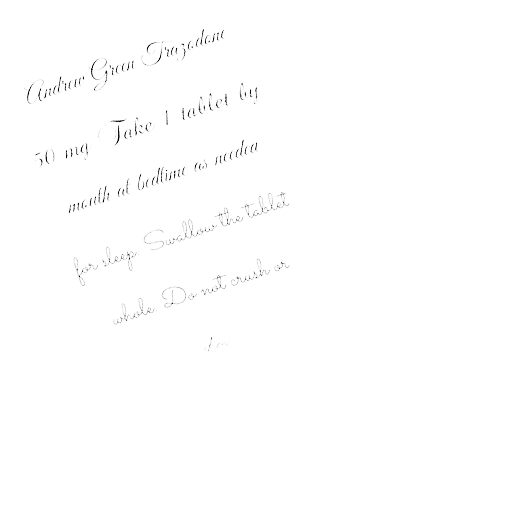 Andrew Green Trazodone
50 mg Take 1 tablet by
mouth at bedtime as needed
for sleep. Swallow the tablet
whole. Do not crush or